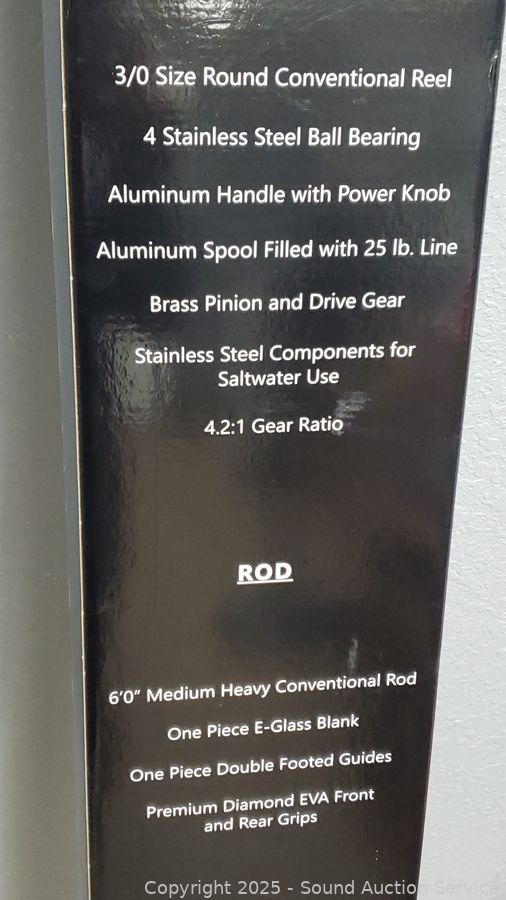 3/0 Size Round Conventional Reel
4 Stainless Steel Ball Bearing
Aluminum Handle with Power Knob
Aluminum Spool Filled with 25 lb. Line
Brass Pinion and Drive Gear
Stainless Steel Components for
Saltwater Use
4.2:1 Gear Ratio
ROD
6'0" Medium Heavy Conventional Rod
One Piece E-Glass Blank
One Piece Double Footed Guides
Premium Diamond EVA Front
and Rear Grips
Copyright 2025 - Sound Auction Service